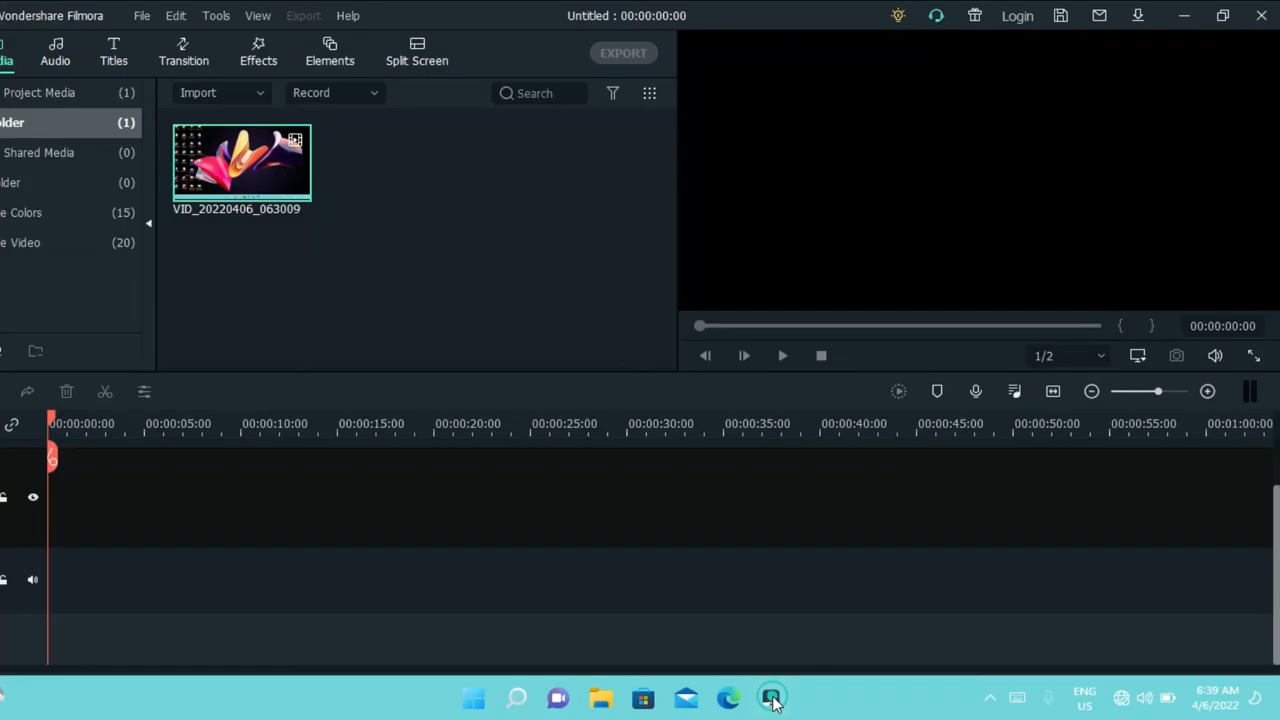 Wondershare Filmora File Edit Tools View Export Help Untitled : 00:00:00:00 Login
dia Audio Titles Transition Effects Elements Split Screen EXPORT
Project Media (1) Import Record Search
older (1)
Shared Media (0)
lder (0)
VID_20220406_063009
e Colors (15)
e Video (20)
00:00:00:00
1/2
00:00:00:00 00:00:05:00 00:00:10:00 00:00:15:00 00:00:20:00 00:00:25:00 00:00:30:00 00:00:35:00 00:00:40:00 00:00:45:00 00:00:50:00 00:00:55:00 00:01:00:00
ENG 6:39 AM
US 4/6/2022